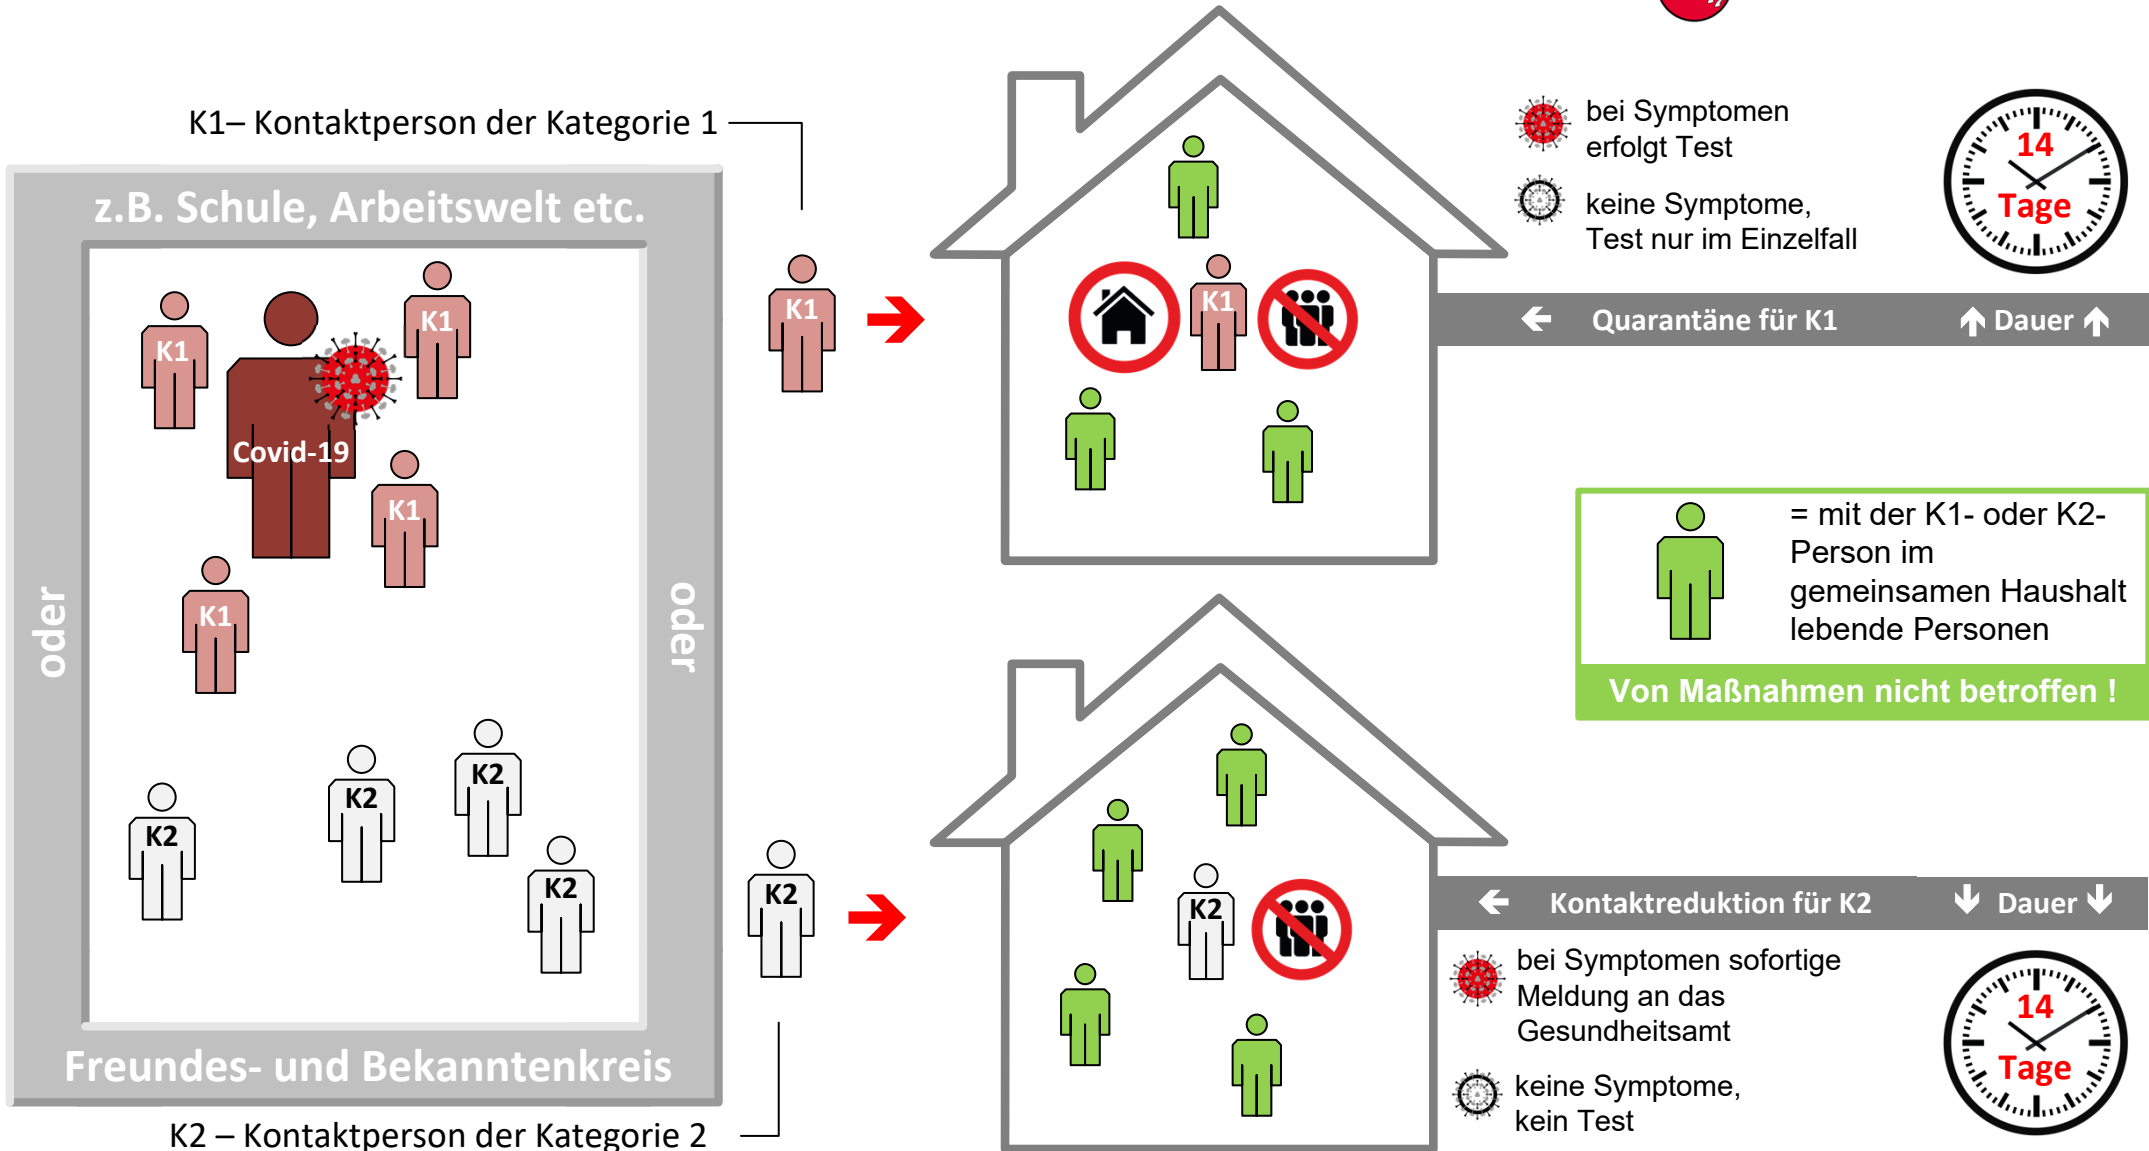 K1– Kontaktperson der Kategorie 1
z.B. Schule, Arbeitswelt etc.
oder
oder
K1
K1
Covid-19
K1
K1
K2
K2
K2
K2
Freundes- und Bekanntenkreis
K2 – Kontaktperson der Kategorie 2
K1
K1
bei Symptomen
erfolgt Test
keine Symptome,
Test nur im Einzelfall
14
Tage
Quarantäne für K1
Dauer
= mit der K1- oder K2-
Person im
gemeinsamen Haushalt
lebende Personen
Von Maßnahmen nicht betroffen !
K2
K2
Kontaktreduktion für K2
Dauer
bei Symptomen sofortige
Meldung an das
Gesundheitsamt
keine Symptome,
kein Test
14
Tage